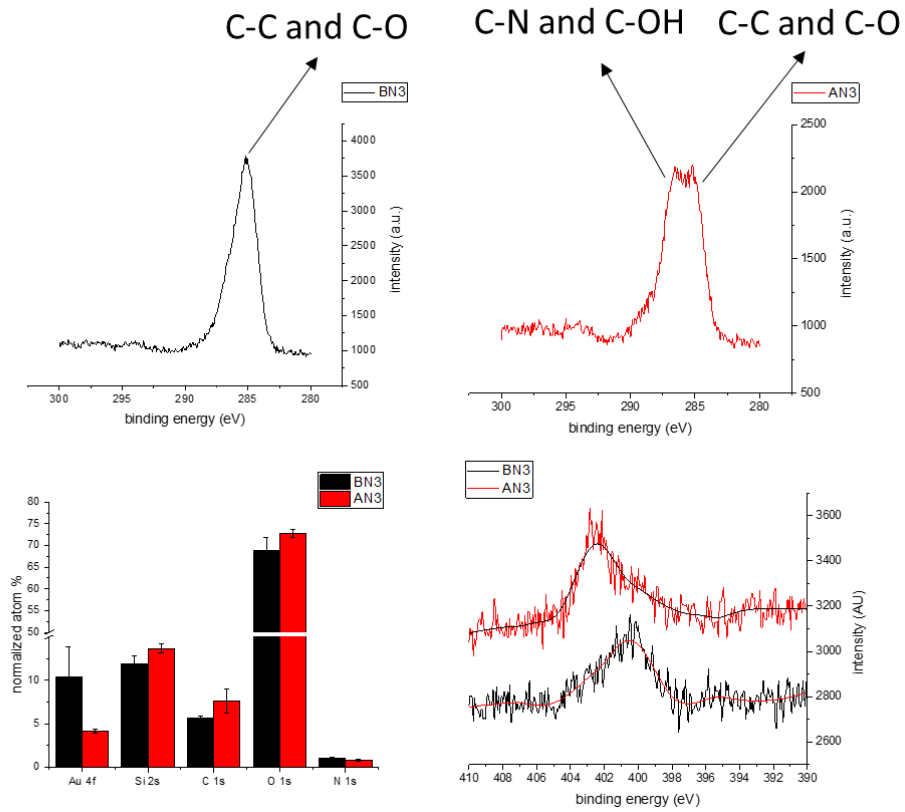 C-C and C-O
BN3
4000
3500
3000
2500
2000
1500
1000
500
intensity (a.u.)
300 295 290 285 280
binding energy (eV)
C-N and C-OH C-C and C-O
AN3
2500
2000
1500
1000
500
intensity (a.u.)
300 295 290 285 280
binding energy (eV)
BN3
AN3
80
75
70
65
60
55
50
10
5
0
normalized atom %
Au 4f Si 2s C 1s O 1s N 1s
BN3
AN3
3600
3400
3200
3000
2800
2600
intensity (AU)
410 408 406 404 402 400 398 396 394 392 390
binding energy (eV)